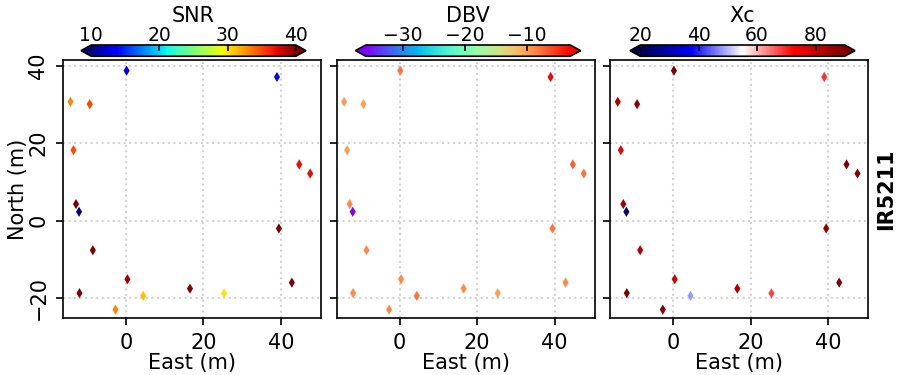 SNR DBV Xc
10 20 30 40 −30 −20 −10 20 40 60 80
40
20
0
−20
North (m)
0 20 40 0 20 40 0 20 40
East (m) East (m) East (m)
IR5211